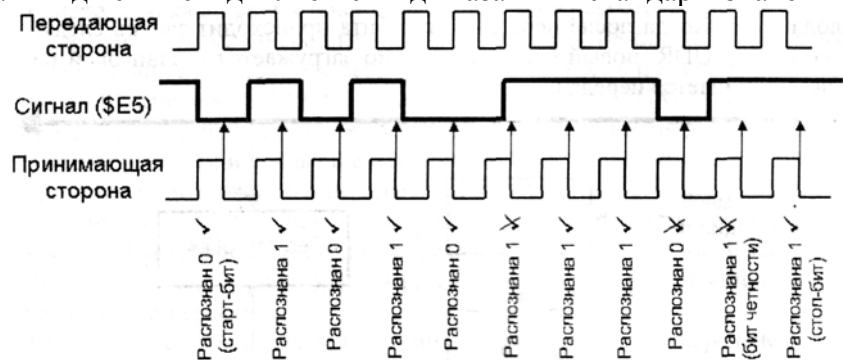 Передающая
сторона
Сигнал ($E5)
Принимающая
сторона
Распознан 0
(старт-бит)
Распознана 1
Распознан 0
Распознана 1
Распознан 0
Распознана 1
Распознана 1
Распознана 1
Распознан 0
Распознана 1
(бит четности)
Распознана 1
(стоп-бит)